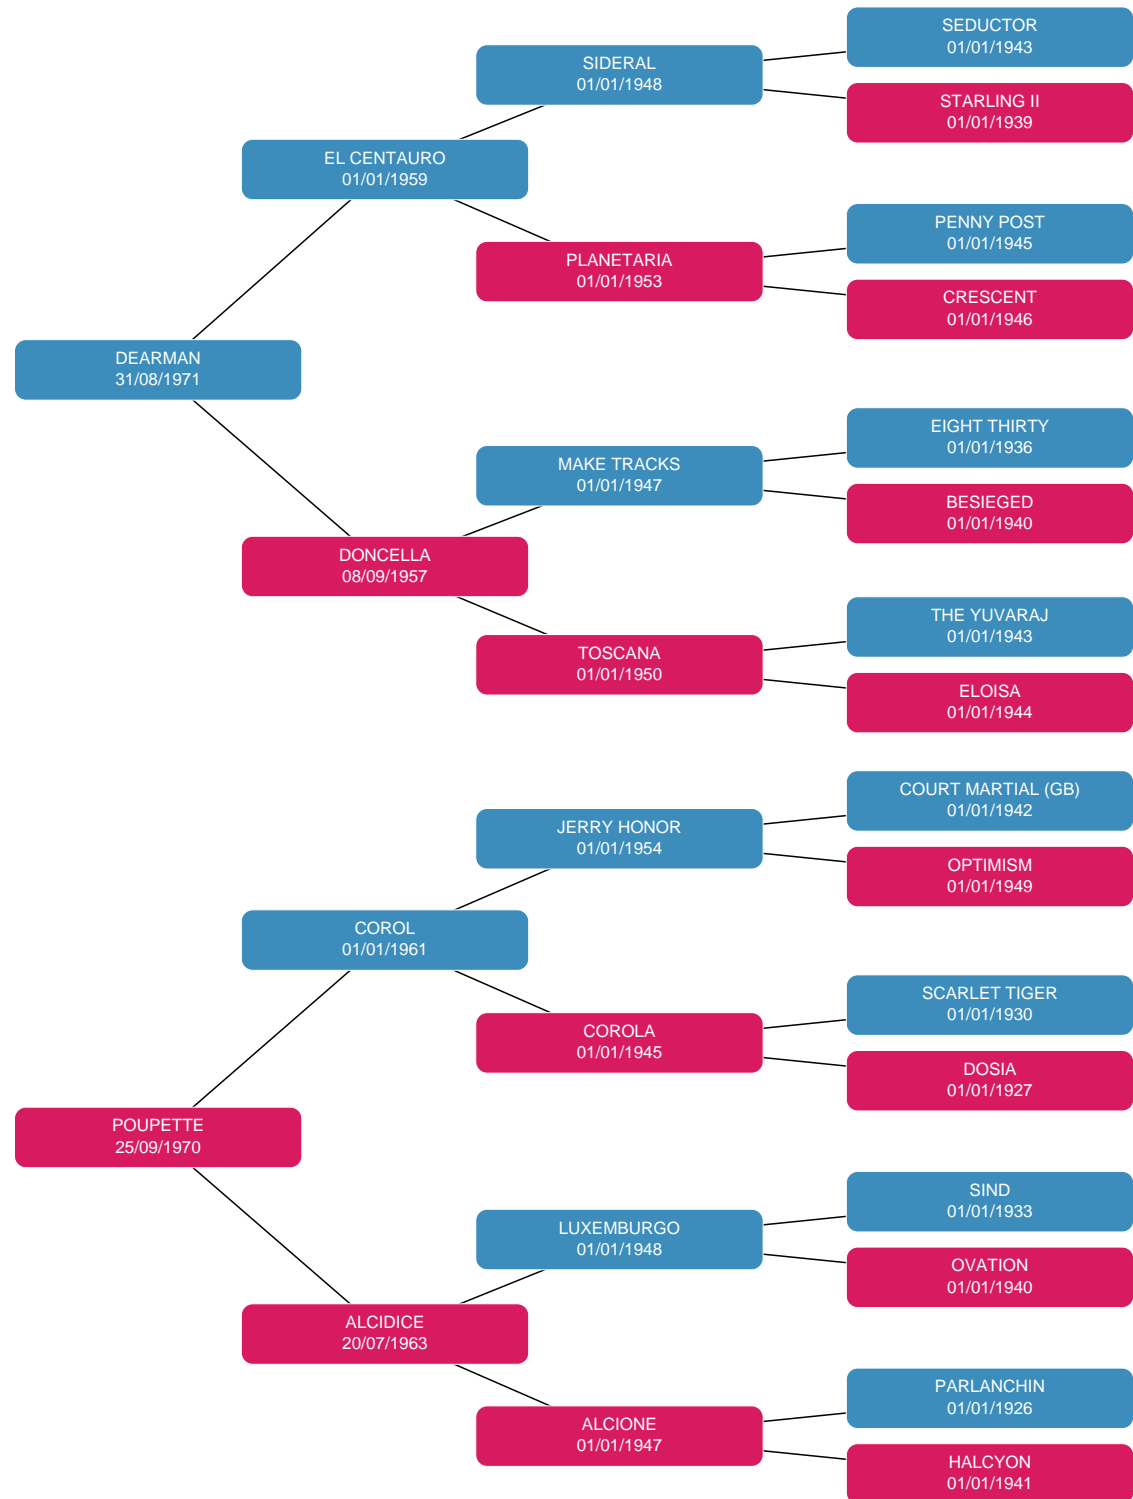 SEDUCTOR
01/01/1943
SIDERAL
01/01/1948
STARLING II
01/01/1939
EL CENTAURO
01/01/1959
PENNY POST
01/01/1945
PLANETARIA
01/01/1953
CRESCENT
01/01/1946
DEARMAN
31/08/1971
EIGHT THIRTY
01/01/1936
MAKE TRACKS
01/01/1947
BESIEGED
01/01/1940
DONCELLA
08/09/1957
THE YUVARAJ
01/01/1943
TOSCANA
01/01/1950
ELOISA
01/01/1944
COURT MARTIAL (GB)
01/01/1942
JERRY HONOR
01/01/1954
OPTIMISM
01/01/1949
COROL
01/01/1961
SCARLET TIGER
01/01/1930
COROLA
01/01/1945
DOSIA
01/01/1927
POUPETTE
25/09/1970
SIND
01/01/1933
LUXEMBURGO
01/01/1948
OVATION
01/01/1940
ALCIDICE
20/07/1963
PARLANCHIN
01/01/1926
ALCIONE
01/01/1947
HALCYON
01/01/1941